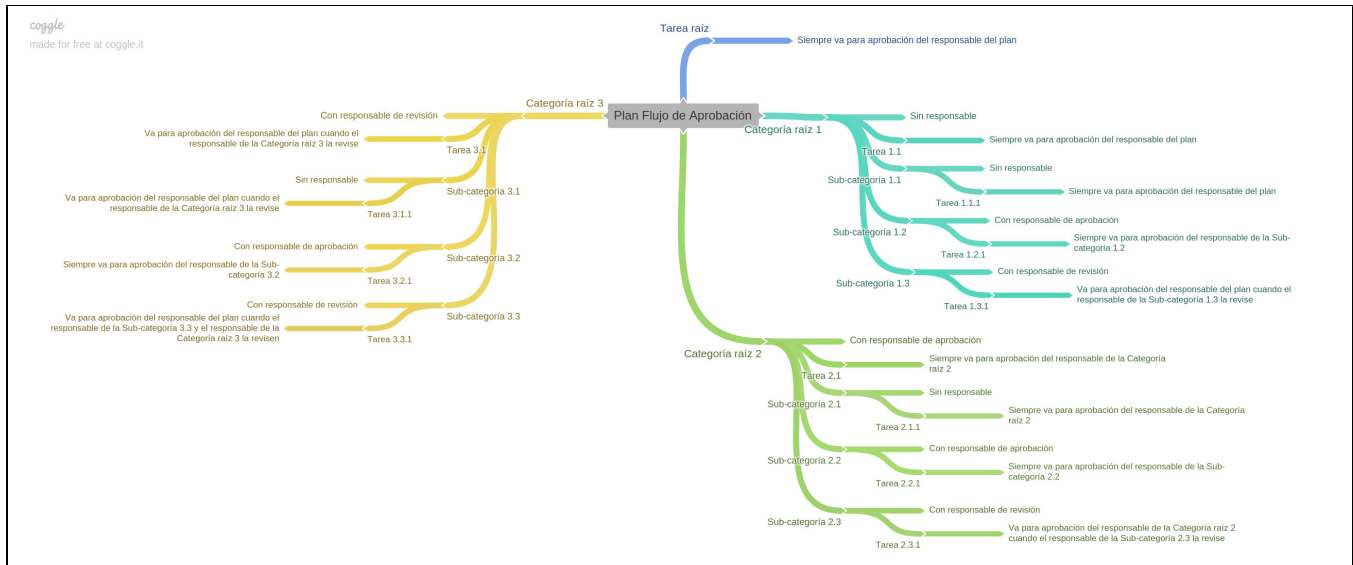 coggle
made for free at coggle.it
Plan Flujo de Aprobación
Tarea raíz
Siempre va para aprobación del responsable del plan
Categoría raíz 1
Sin responsable
Tarea 1.1
Siempre va para aprobación del responsable del plan
Sub-categoría 1.1
Sin responsable
Tarea 1.1.1
Siempre va para aprobación del responsable del plan
Sub-categoría 1.2
Con responsable de aprobación
Tarea 1.2.1
Siempre va para aprobación del responsable de la Sub-
categoría 1.2
Sub-categoría 1.3
Con responsable de revisión
Tarea 1.3.1
Va para aprobación del responsable del plan cuando el
responsable de la Sub-categoría 1.3 la revise
Categoría raíz 2
Con responsable de aprobación
Tarea 2.1
Siempre va para aprobación del responsable de la Categoría
raíz 2
Sub-categoría 2.1
Sin responsable
Tarea 2.1.1
Siempre va para aprobación del responsable de la Categoría
raíz 2
Sub-categoría 2.2
Con responsable de aprobación
Tarea 2.2.1
Siempre va para aprobación del responsable de la Sub-
categoría 2.2
Sub-categoría 2.3
Con responsable de revisión
Tarea 2.3.1
Va para aprobación del responsable de la Categoría raíz 2
cuando el responsable de la Sub-categoría 2.3 la revise
Categoría raíz 3
Con responsable de revisión
Tarea 3.1
Va para aprobación del responsable del plan cuando el
responsable de la Categoría raíz 3 la revise
Sub-categoría 3.1
Sin responsable
Tarea 3.1.1
Va para aprobación del responsable del plan cuando el
responsable de la Categoría raíz 3 la revise
Sub-categoría 3.2
Con responsable de aprobación
Tarea 3.2.1
Siempre va para aprobación del responsable de la Sub-
categoría 3.2
Sub-categoría 3.3
Con responsable de revisión
Tarea 3.3.1
Va para aprobación del responsable del plan cuando el
responsable de la Sub-categoría 3.3 y el responsable de la
Categoría raíz 3 la revisen